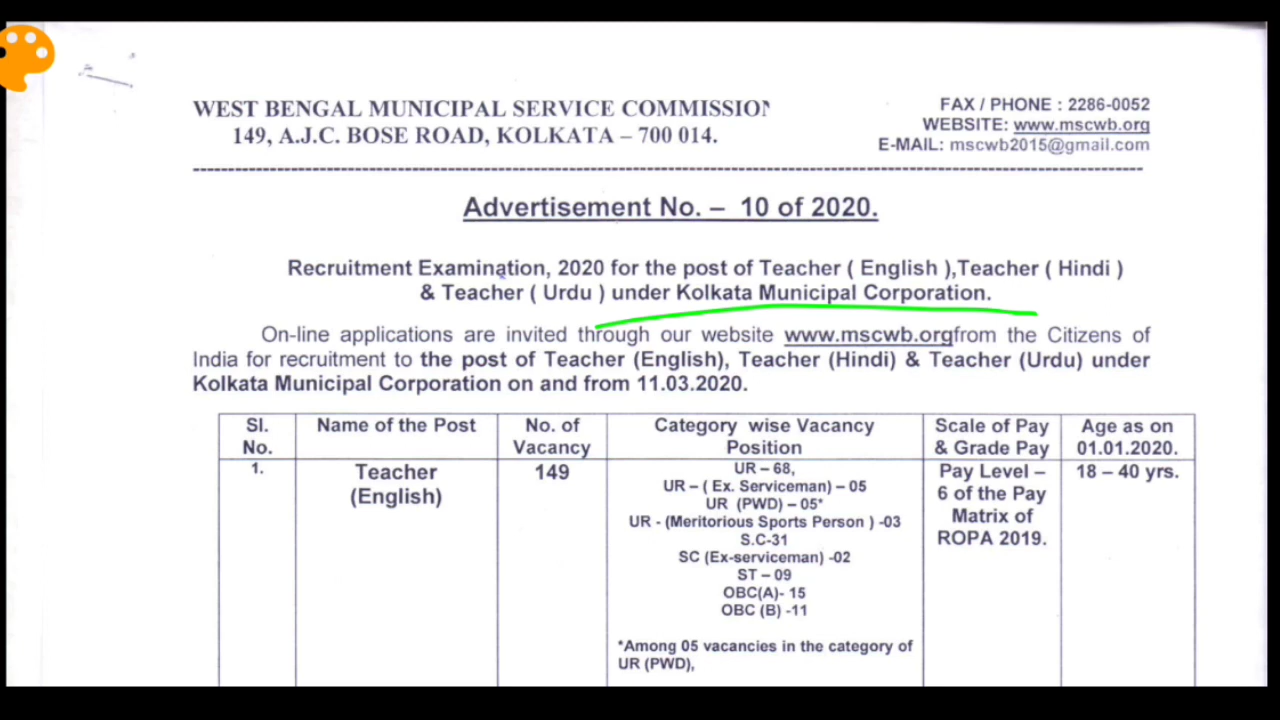 WEST BENGAL MUNICIPAL SERVICE COMMISSION
149, A.J.C. BOSE ROAD, KOLKATA – 700 014.
FAX / PHONE : 2286-0052
WEBSITE: www.mscwb.org
E-MAIL: mscwb2015@gmail.com
Advertisement No. – 10 of 2020.
Recruitment Examination, 2020 for the post of Teacher ( English ),Teacher ( Hindi )
& Teacher ( Urdu ) under Kolkata Municipal Corporation.
On-line applications are invited through our website www.mscwb.orgfrom the Citizens of
India for recruitment to the post of Teacher (English), Teacher (Hindi) & Teacher (Urdu) under
Kolkata Municipal Corporation on and from 11.03.2020.
Sl. No.
Name of the Post
No. of Vacancy
Category wise Vacancy Position
Scale of Pay & Grade Pay
Age as on 01.01.2020.
1.
Teacher
(English)
149
UR – 68,
UR – ( Ex. Serviceman) – 05
UR (PWD) – 05*
UR - (Meritorious Sports Person ) -03
S.C-31
SC (Ex-serviceman) -02
ST – 09
OBC(A)- 15
OBC (B) -11
*Among 05 vacancies in the category of
UR (PWD),
Pay Level –
6 of the Pay
Matrix of
ROPA 2019.
18 – 40 yrs.